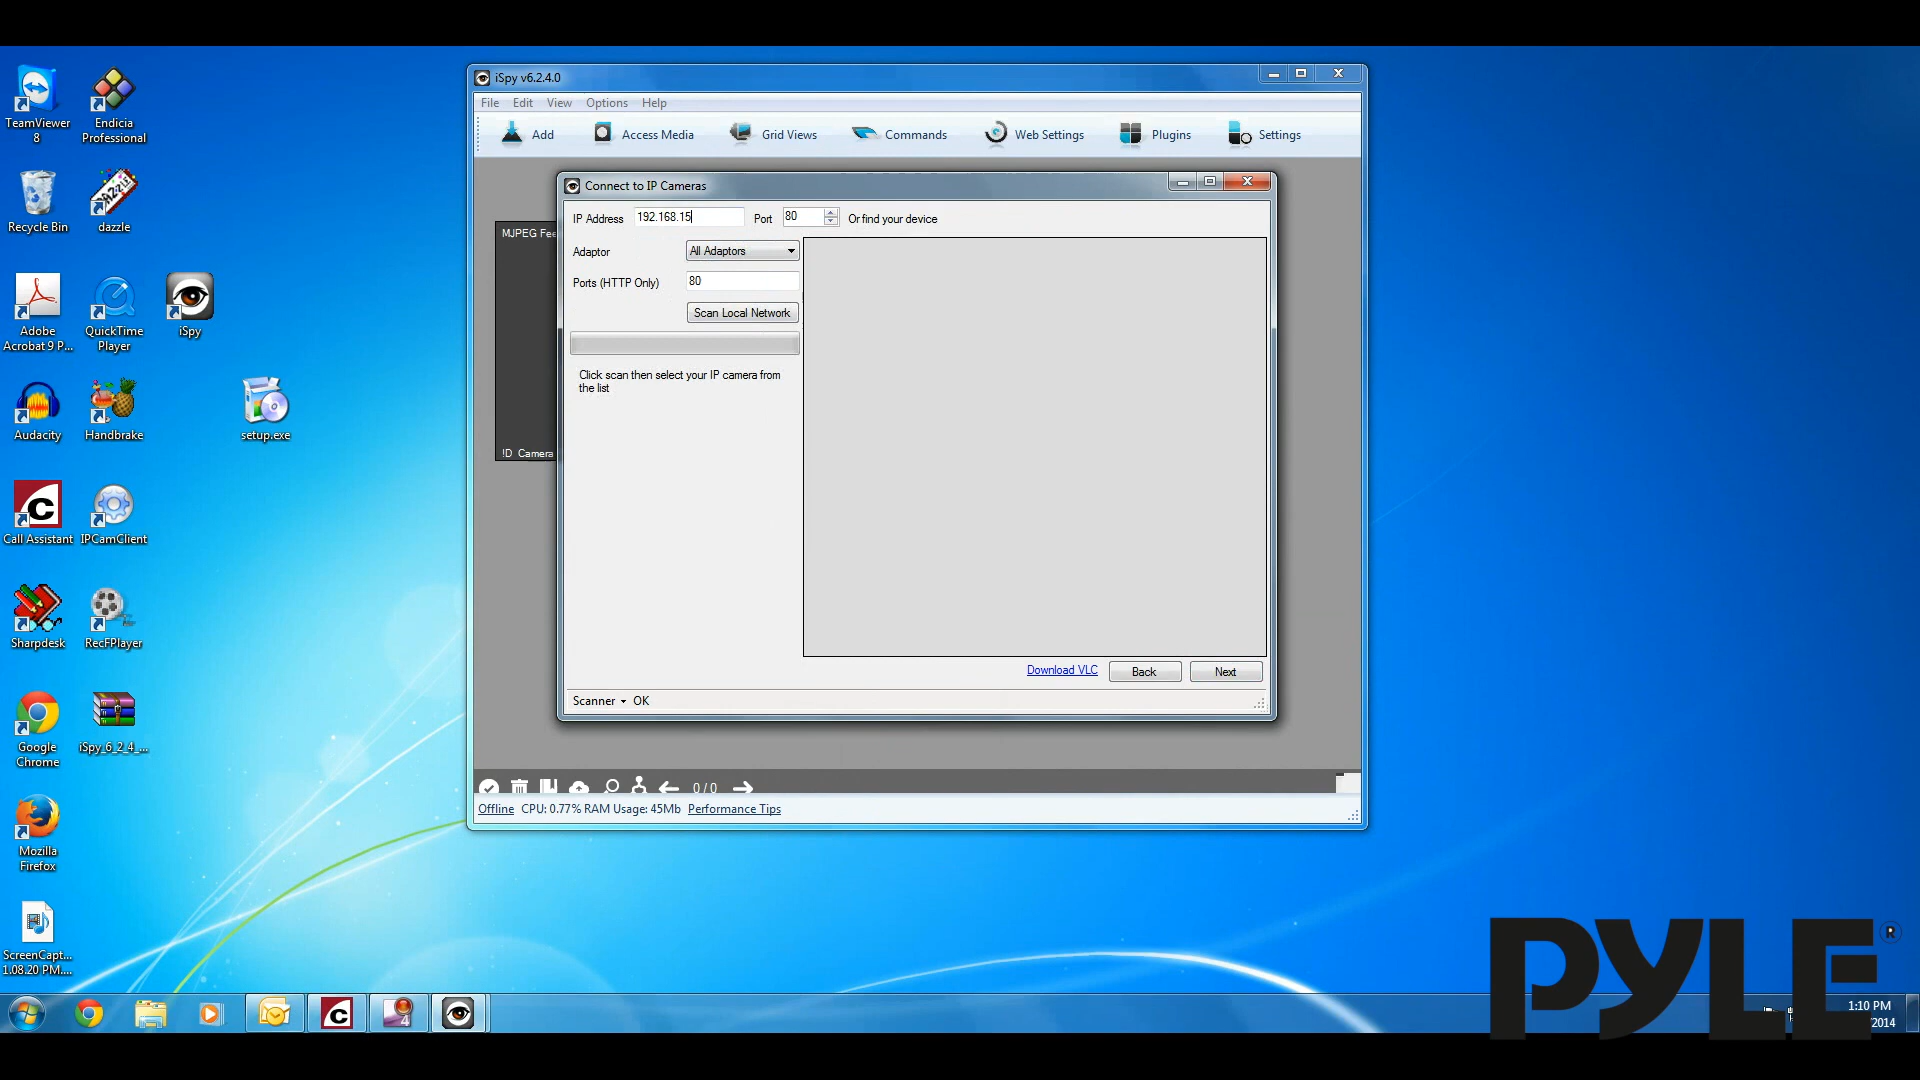 TeamViewer
8
Endicia
Professional
Recycle Bin
dazzle
Adobe
Acrobat 9 P...
QuickTime
Player
iSpy
Audacity
Handbrake
setup.exe
Call Assistant
IPCamClient
Sharpdesk
RecFPlayer
Google
Chrome
iSpy_6_2_4_...
Mozilla
Firefox
ScreenCapt...
1.08.20 PM....
iSpy v6.2.4.0
File Edit View Options Help
Add Access Media Grid Views Commands Web Settings Plugins Settings
MJPEG Fee
!D Camera
Connect to IP Cameras
IP Address 192.168.15 Port 80 Or find your device
Adaptor All Adaptors
Ports (HTTP Only) 80
Scan Local Network
Click scan then select your IP camera from
the list
Download VLC Back Next
Scanner OK
0 / 0
Offline CPU: 0.77% RAM Usage: 45Mb Performance Tips
PYLE®
1:10 PM
2014